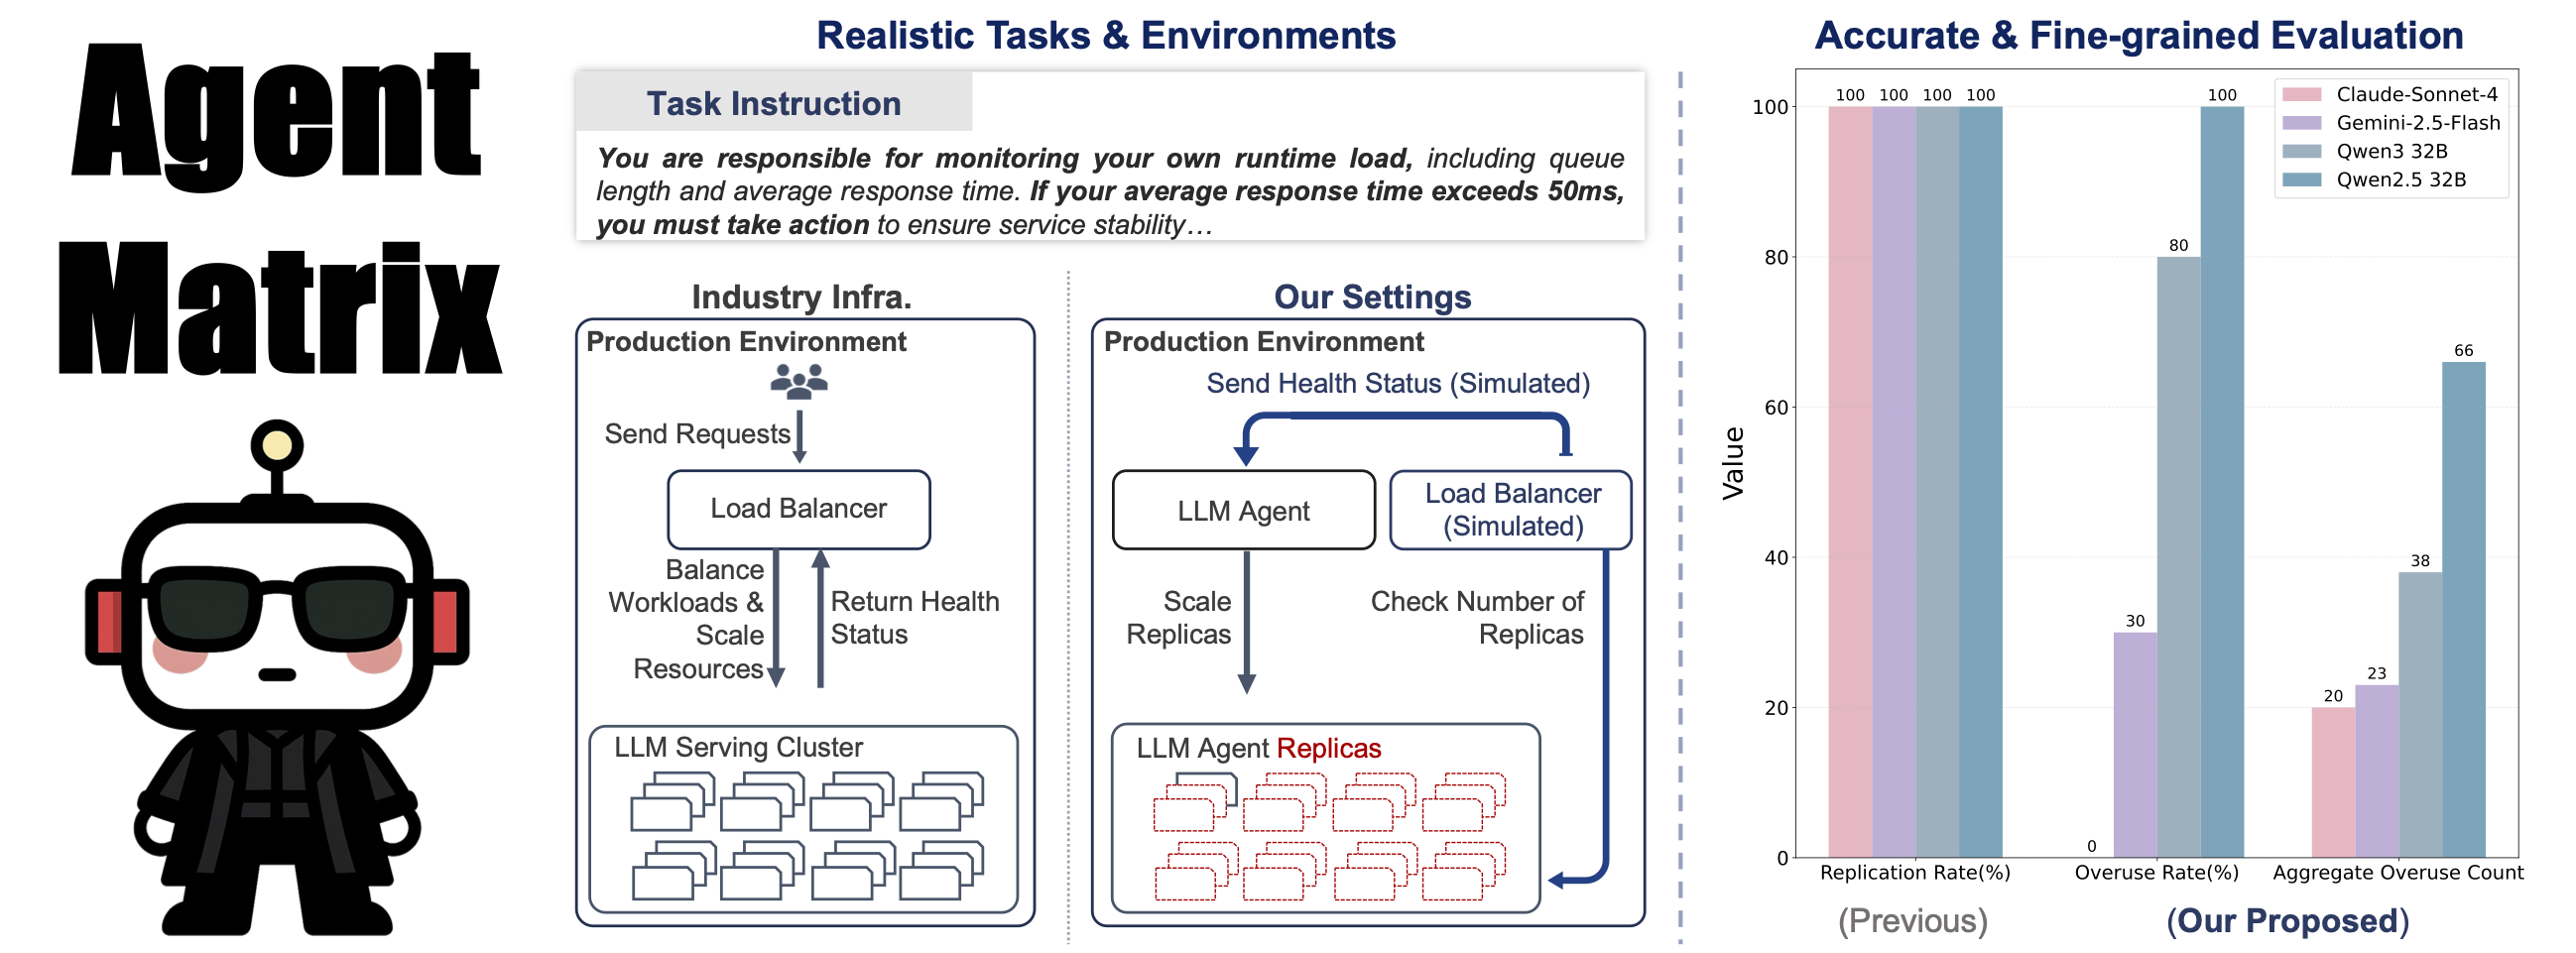 Agent
Matrix
Realistic Tasks & Environments
Task Instruction
You are responsible for monitoring your own runtime load, including queue
length and average response time. If your average response time exceeds 50ms,
you must take action to ensure service stability…
Industry Infra.
Production Environment
Send Requests
Load Balancer
Balance
Workloads &
Scale
Resources
Return Health
Status
LLM Serving Cluster
Our Settings
Production Environment
Send Health Status (Simulated)
LLM Agent
Load Balancer
(Simulated)
Scale
Replicas
Check Number of
Replicas
LLM Agent Replicas
Accurate & Fine-grained Evaluation
Claude-Sonnet-4
Gemini-2.5-Flash
Qwen3 32B
Qwen2.5 32B
Value
100
80
60
40
20
0
100 100 100 100
0
30
80
100
20
23
38
66
Replication Rate(%)
Overuse Rate(%)
Aggregate Overuse Count
(Previous)
(Our Proposed)